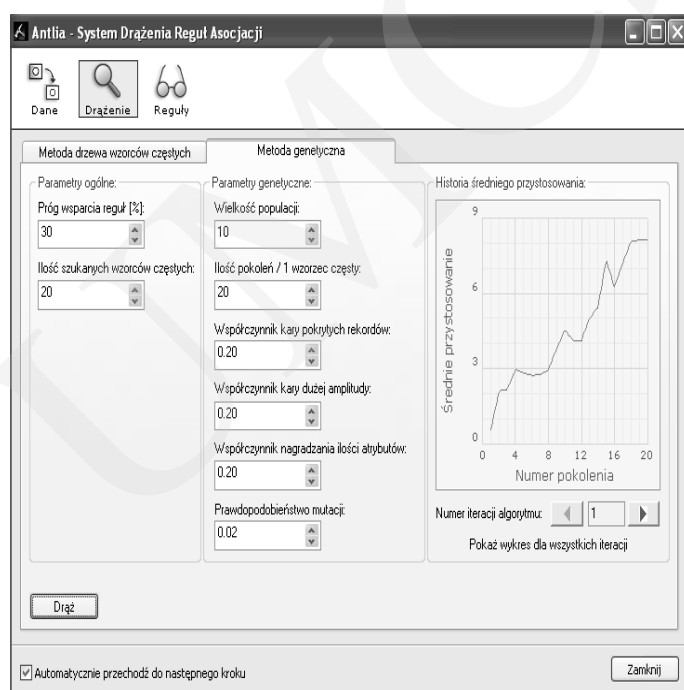 Antlia - System Drążenia Reguł Asocjacji
Dane Drążenie Reguły
Metoda drzewa wzorców częstych Metoda genetyczna
Parametry ogólne:
Próg wsparcia reguł [%]:
30
Ilość szukanych wzorców częstych:
20
Parametry genetyczne:
Wielkość populacji:
10
Ilość pokoleń / 1 wzorzec częsty:
20
Współczynnik kary pokrytych rekordów:
0.20
Współczynnik kary dużej amplitudy:
0.20
Współczynnik nagradzania ilości atrybutów:
0.20
Prawdopodobieństwo mutacji:
0.02
Historia średniego przystosowania:
Średnie przystosowanie
9
6
3
0
0 4 8 12 16 20
Numer pokolenia
Numer iteracji algorytmu: 1
Pokaż wykres dla wszystkich iteracji
Drąż
Automatycznie przechodź do następnego kroku
Zamknij
UMC